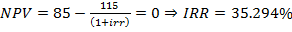 NPV = 85 − 115/(1+irr) = 0 ⇒ IRR = 35.294%